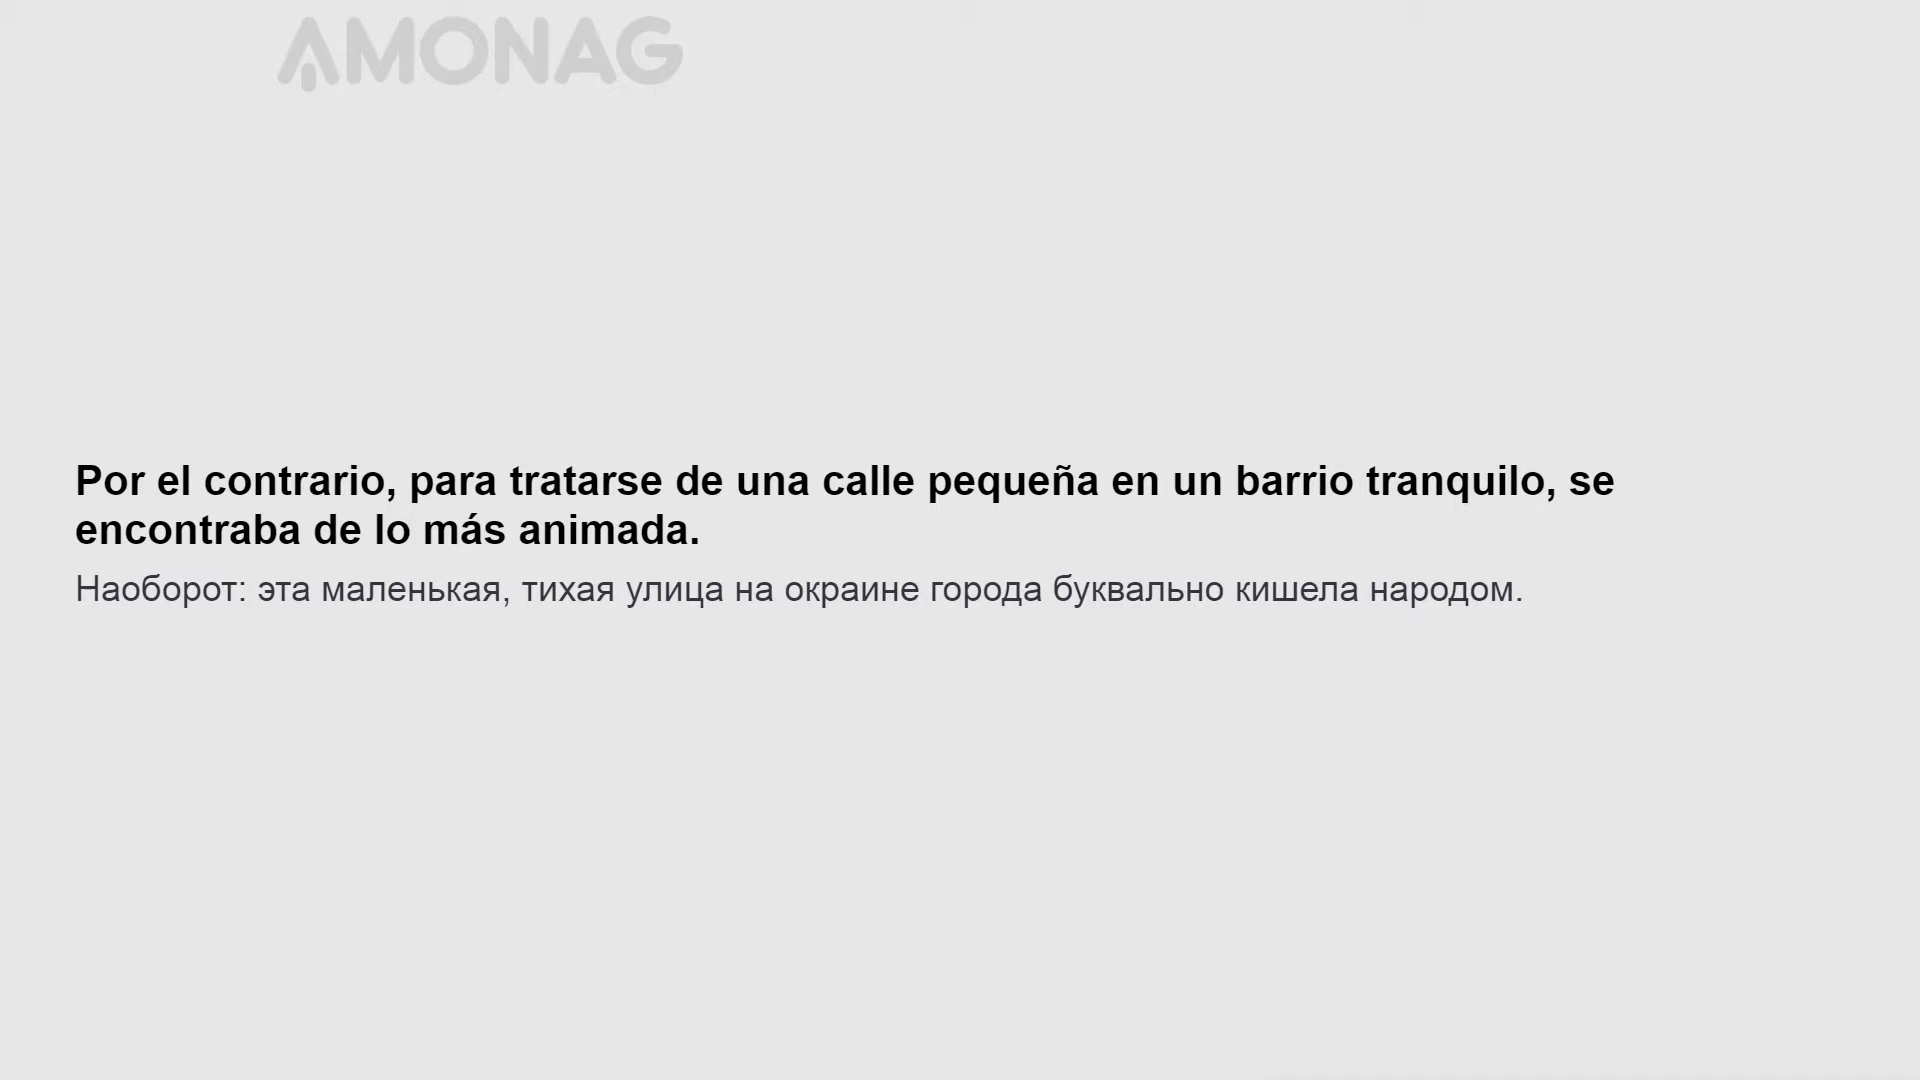 AMONAG
Por el contrario, para tratarse de una calle pequeña en un barrio tranquilo, se
encontraba de lo más animada.
Наоборот: эта маленькая, тихая улица на окраине города буквально кишела народом.